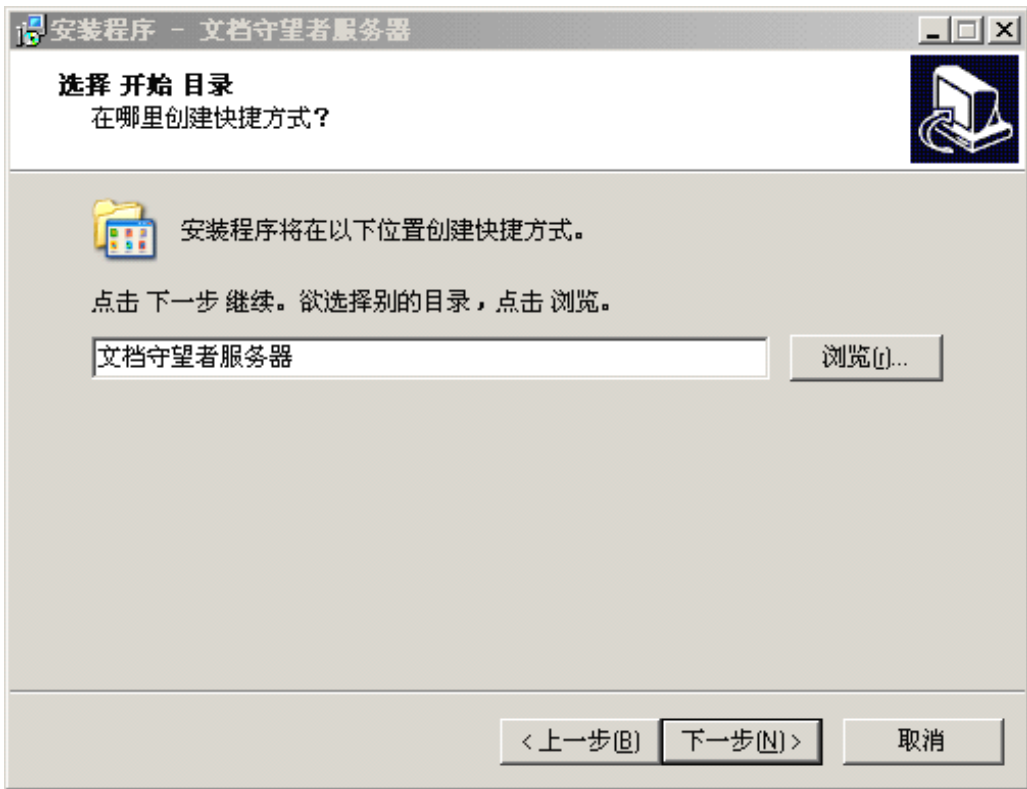 安装程序 - 文档守望者服务器
选择 开始 目录
在哪里创建快捷方式?
安装程序将在以下位置创建快捷方式。
点击 下一步 继续。欲选择别的目录，点击 浏览。
文档守望者服务器
浏览(r)...
<上一步(B)
下一步(N)>
取消